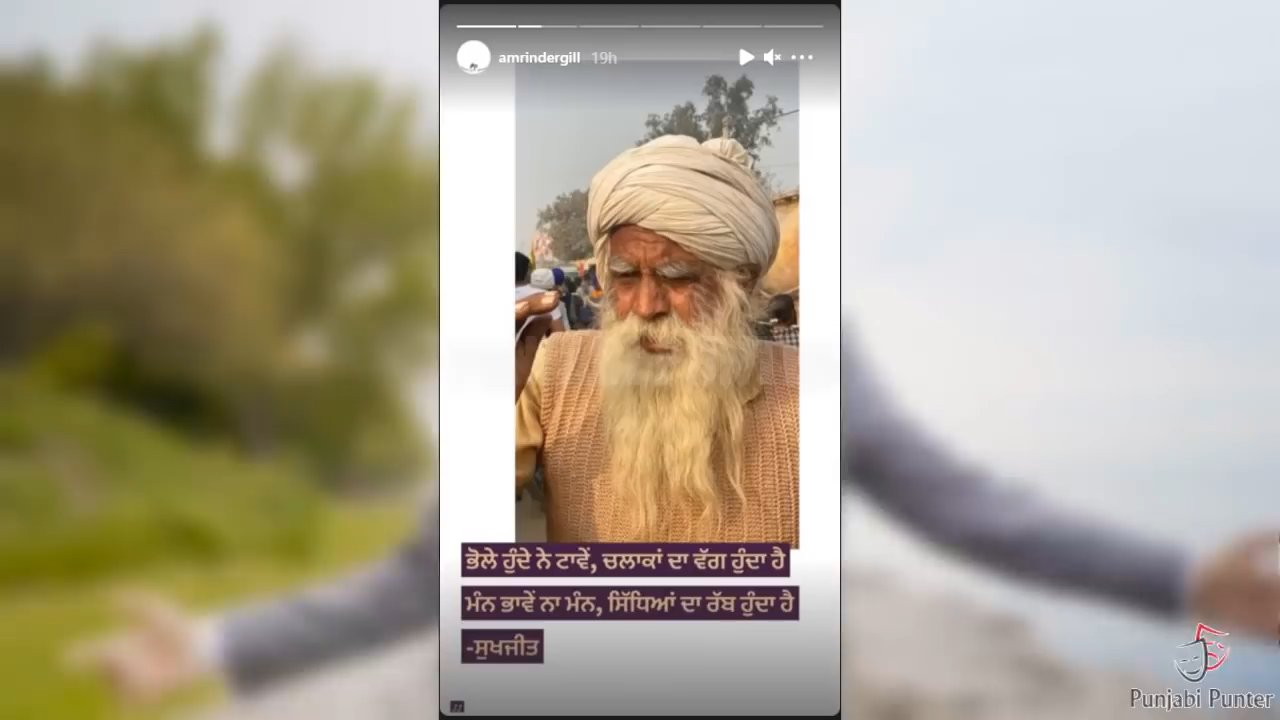 amrindergill 19h
ਭੋਲੇ ਹੁੰਦੇ ਨੇ ਟਾਵੇਂ, ਚਲਾਕਾਂ ਦਾ ਵੱਗ ਹੁੰਦਾ ਹੈ
ਮੰਨ ਭਾਵੇਂ ਨਾ ਮੰਨ, ਸਿੱਧਿਆਂ ਦਾ ਰੱਬ ਹੁੰਦਾ ਹੈ
-ਸੁਖਜੀਤ
Punjabi Punter